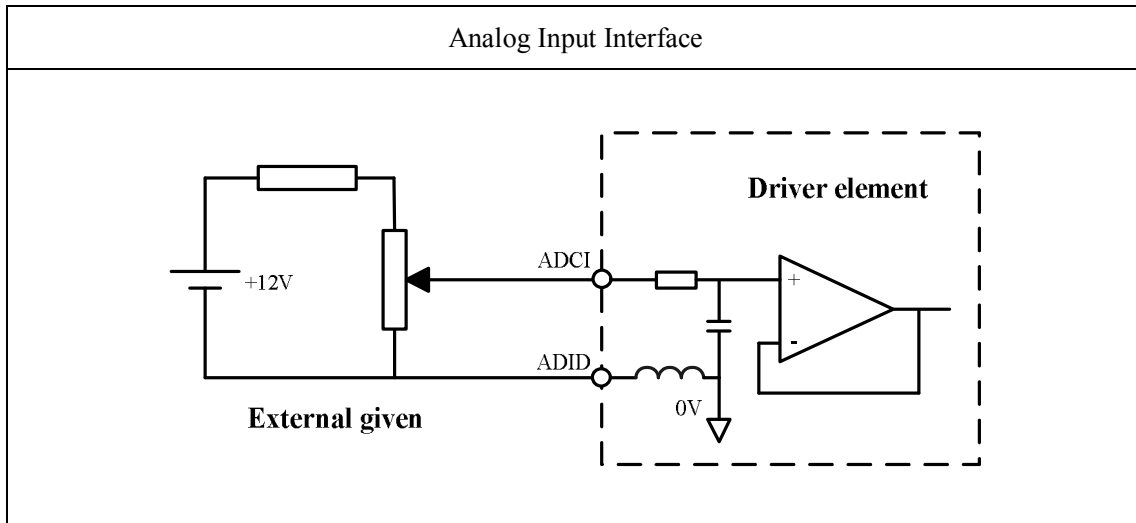 Analog Input Interface
Driver element
ADCI
+12V
+
-
ADID
0V
External given